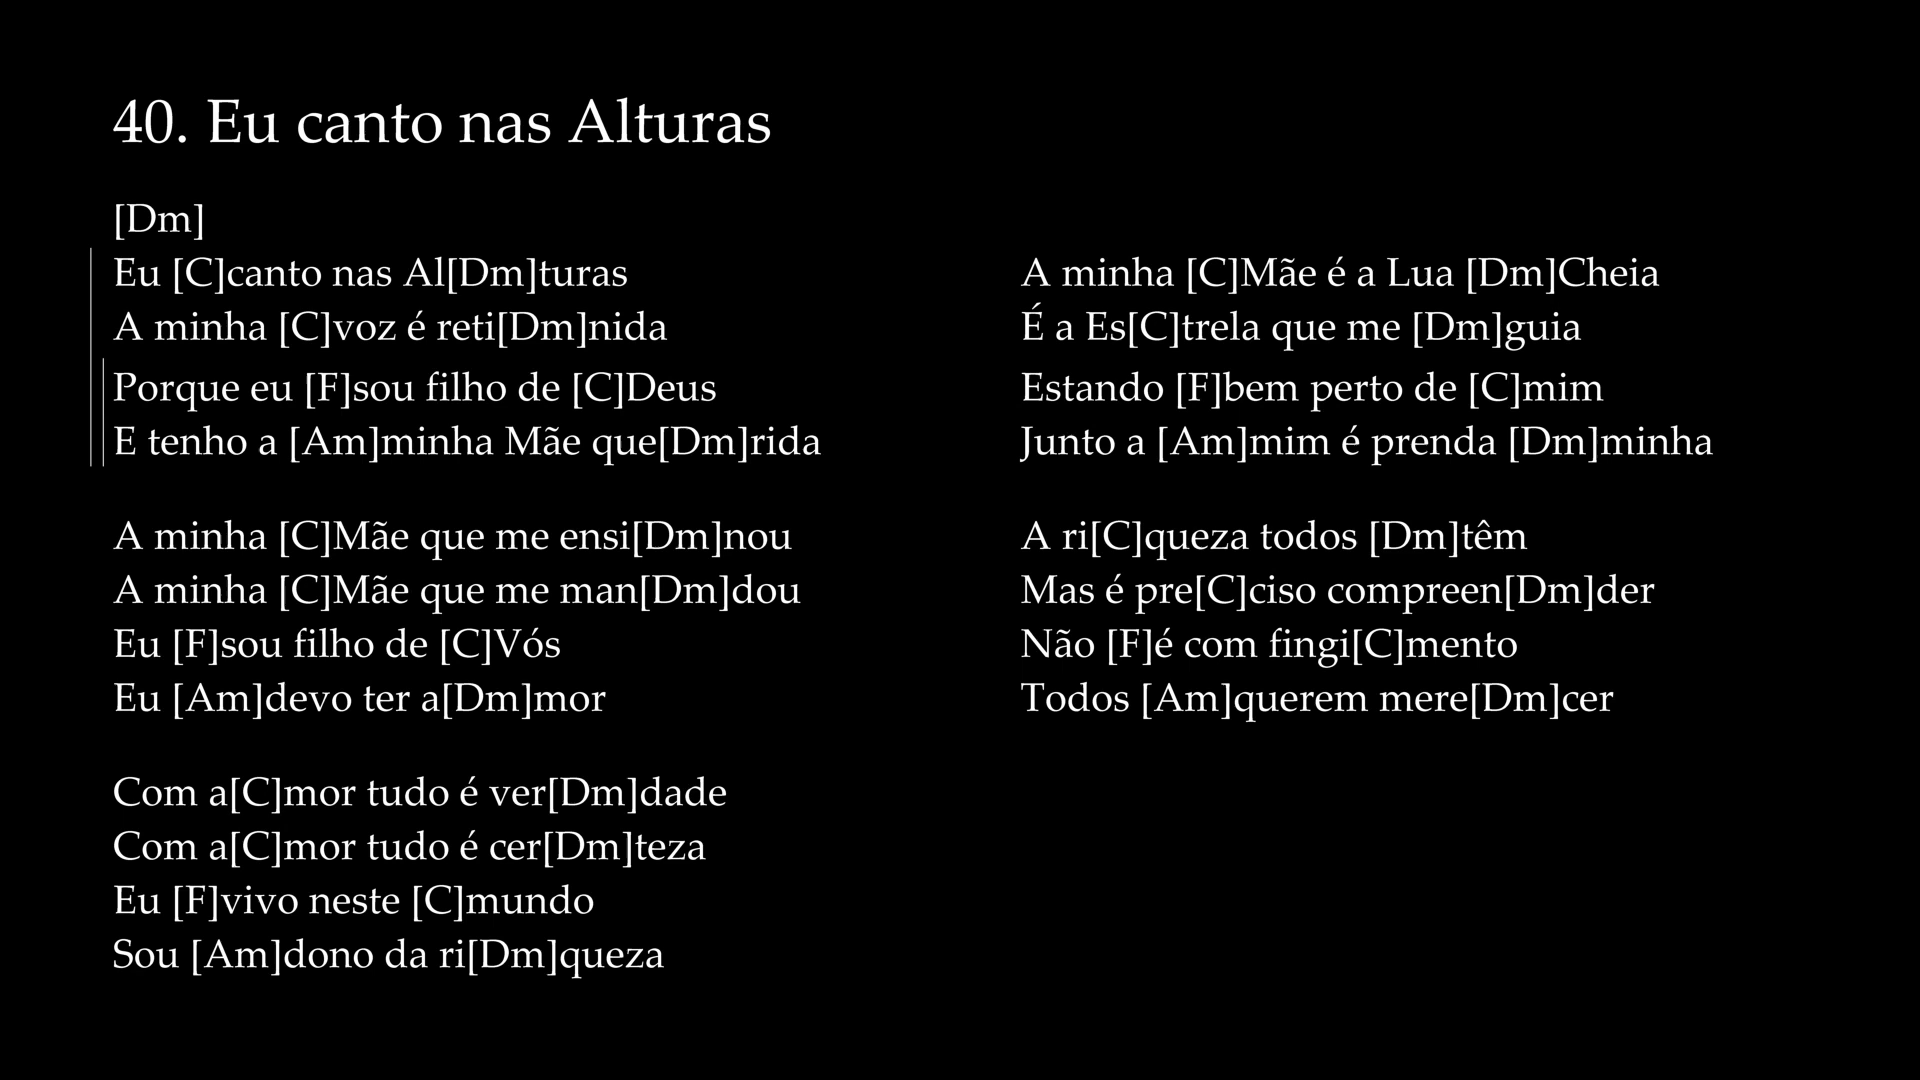 40. Eu canto nas Alturas
[Dm]
Eu [C]canto nas Al[Dm]turas
A minha [C]voz é reti[Dm]nida
Porque eu [F]sou filho de [C]Deus
E tenho a [Am]minha Mãe que[Dm]rida
A minha [C]Mãe que me ensi[Dm]nou
A minha [C]Mãe que me man[Dm]dou
Eu [F]sou filho de [C]Vós
Eu [Am]devo ter a[Dm]mor
Com a[C]mor tudo é ver[Dm]dade
Com a[C]mor tudo é cer[Dm]teza
Eu [F]vivo neste [C]mundo
Sou [Am]dono da ri[Dm]queza
A minha [C]Mãe é a Lua [Dm]Cheia
É a Es[C]trela que me [Dm]guia
Estando [F]bem perto de [C]mim
Junto a [Am]mim é prenda [Dm]minha
A ri[C]queza todos [Dm]têm
Mas é pre[C]ciso compreen[Dm]der
Não [F]é com fingi[C]mento
Todos [Am]querem mere[Dm]cer